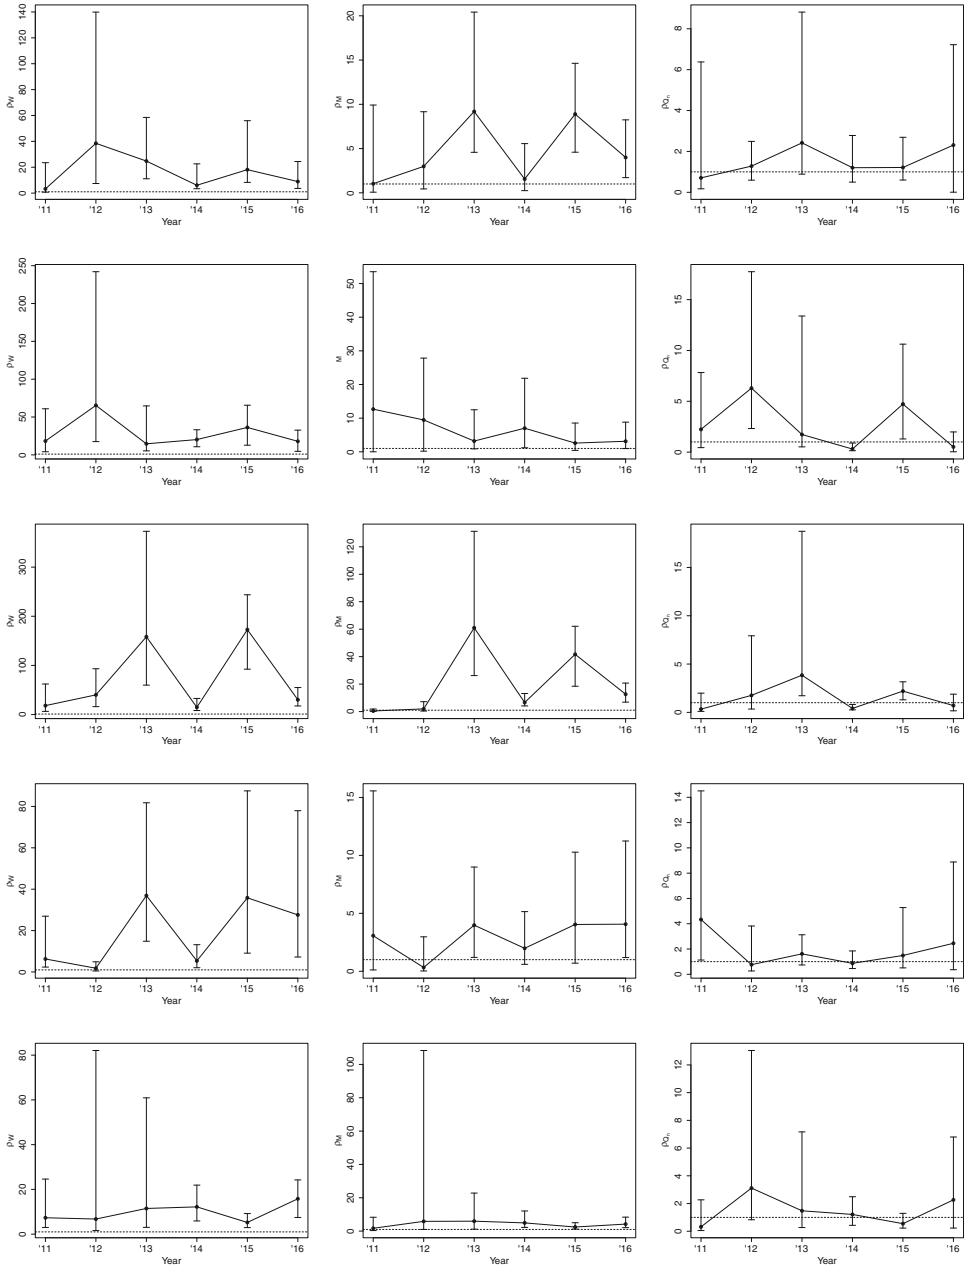 ρW
0 20 40 60 80 100 120 140
'11 '12 '13 '14 '15 '16
Year
ρM
0 5 10 15 20
'11 '12 '13 '14 '15 '16
Year
ρQn
0 2 4 6 8
'11 '12 '13 '14 '15 '16
Year
ρW
0 50 100 150 200 250
'11 '12 '13 '14 '15 '16
Year
M
0 10 20 30 40 50
'11 '12 '13 '14 '15 '16
Year
ρQn
0 5 10 15
'11 '12 '13 '14 '15 '16
Year
ρW
0 100 200 300
'11 '12 '13 '14 '15 '16
Year
ρM
0 20 40 60 80 100 120
'11 '12 '13 '14 '15 '16
Year
ρQn
0 5 10 15
'11 '12 '13 '14 '15 '16
Year
ρW
0 20 40 60 80
'11 '12 '13 '14 '15 '16
Year
ρM
0 5 10 15
'11 '12 '13 '14 '15 '16
Year
ρQn
0 2 4 6 8 10 12 14
'11 '12 '13 '14 '15 '16
Year
ρW
0 20 40 60 80
'11 '12 '13 '14 '15 '16
Year
ρM
0 20 40 60 80 100
'11 '12 '13 '14 '15 '16
Year
ρQn
0 2 4 6 8 10 12
'11 '12 '13 '14 '15 '16
Year